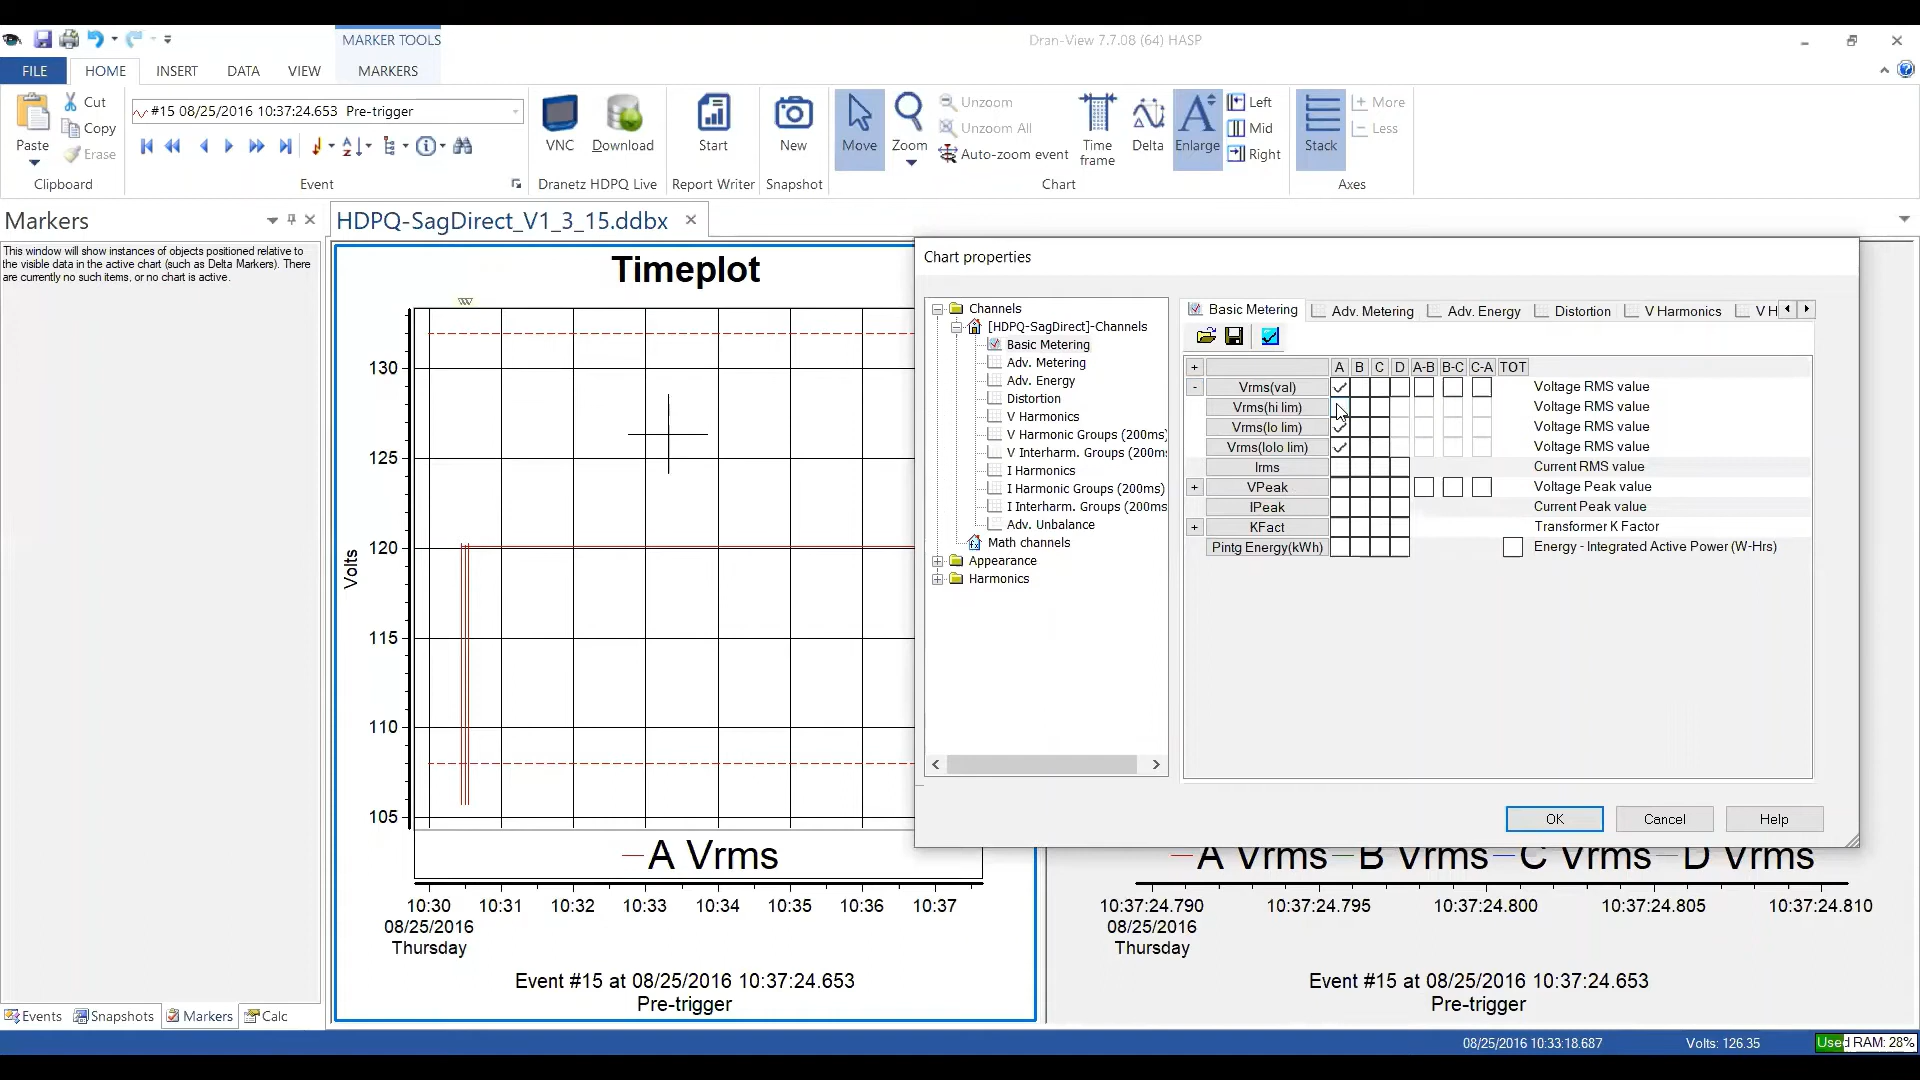 MARKER TOOLS
Dran-View 7.7.08 (64) HASP
FILE HOME INSERT DATA VIEW MARKERS
Paste
Cut
Copy
Erase
Clipboard
#15 08/25/2016 10:37:24.653 Pre-trigger
Event
VNC
Download
Dranetz HDPQ Live
Start
Report Writer
New
Snapshot
Move
Zoom
Unzoom
Unzoom All
Auto-zoom event
Time frame
Delta
Enlarge
Left
Mid
Right
Chart
Stack
More
Less
Axes
Markers
This window will show instances of objects positioned relative to
the visible data in the active chart (such as Delta Markers). There
are currently no such items, or no chart is active.
HDPQ-SagDirect_V1_3_15.ddbx
Timeplot
Volts
130
125
120
115
110
105
A Vrms
10:30 10:31 10:32 10:33 10:34 10:35 10:36 10:37
08/25/2016
Thursday
Event #15 at 08/25/2016 10:37:24.653
Pre-trigger
Chart properties
Channels
[HDPQ-SagDirect]-Channels
Basic Metering
Adv. Metering
Adv. Energy
Distortion
V Harmonics
V Harmonic Groups (200ms)
V Interharm. Groups (200m
I Harmonics
I Harmonic Groups (200ms)
I Interharm. Groups (200ms
Adv. Unbalance
Math channels
Appearance
Harmonics
Basic Metering Adv. Metering Adv. Energy Distortion V Harmonics V H
+ A B C D A-B B-C C-A TOT
- Vrms(val) Voltage RMS value
Vrms(hi lim) Voltage RMS value
Vrms(lo lim) Voltage RMS value
Vrms(lolo lim) Voltage RMS value
Irms Current RMS value
+ VPeak Voltage Peak value
IPeak Current Peak value
+ KFact Transformer K Factor
Pintg Energy(kWh) Energy - Integrated Active Power (W-Hrs)
OK Cancel Help
A Vrms B Vrms C Vrms D Vrms
10:37:24.790 10:37:24.795 10:37:24.800 10:37:24.805 10:37:24.810
08/25/2016
Thursday
Event #15 at 08/25/2016 10:37:24.653
Pre-trigger
Events Snapshots Markers Calc
08/25/2016 10:33:18.687 Volts: 126.35 Used RAM: 28%